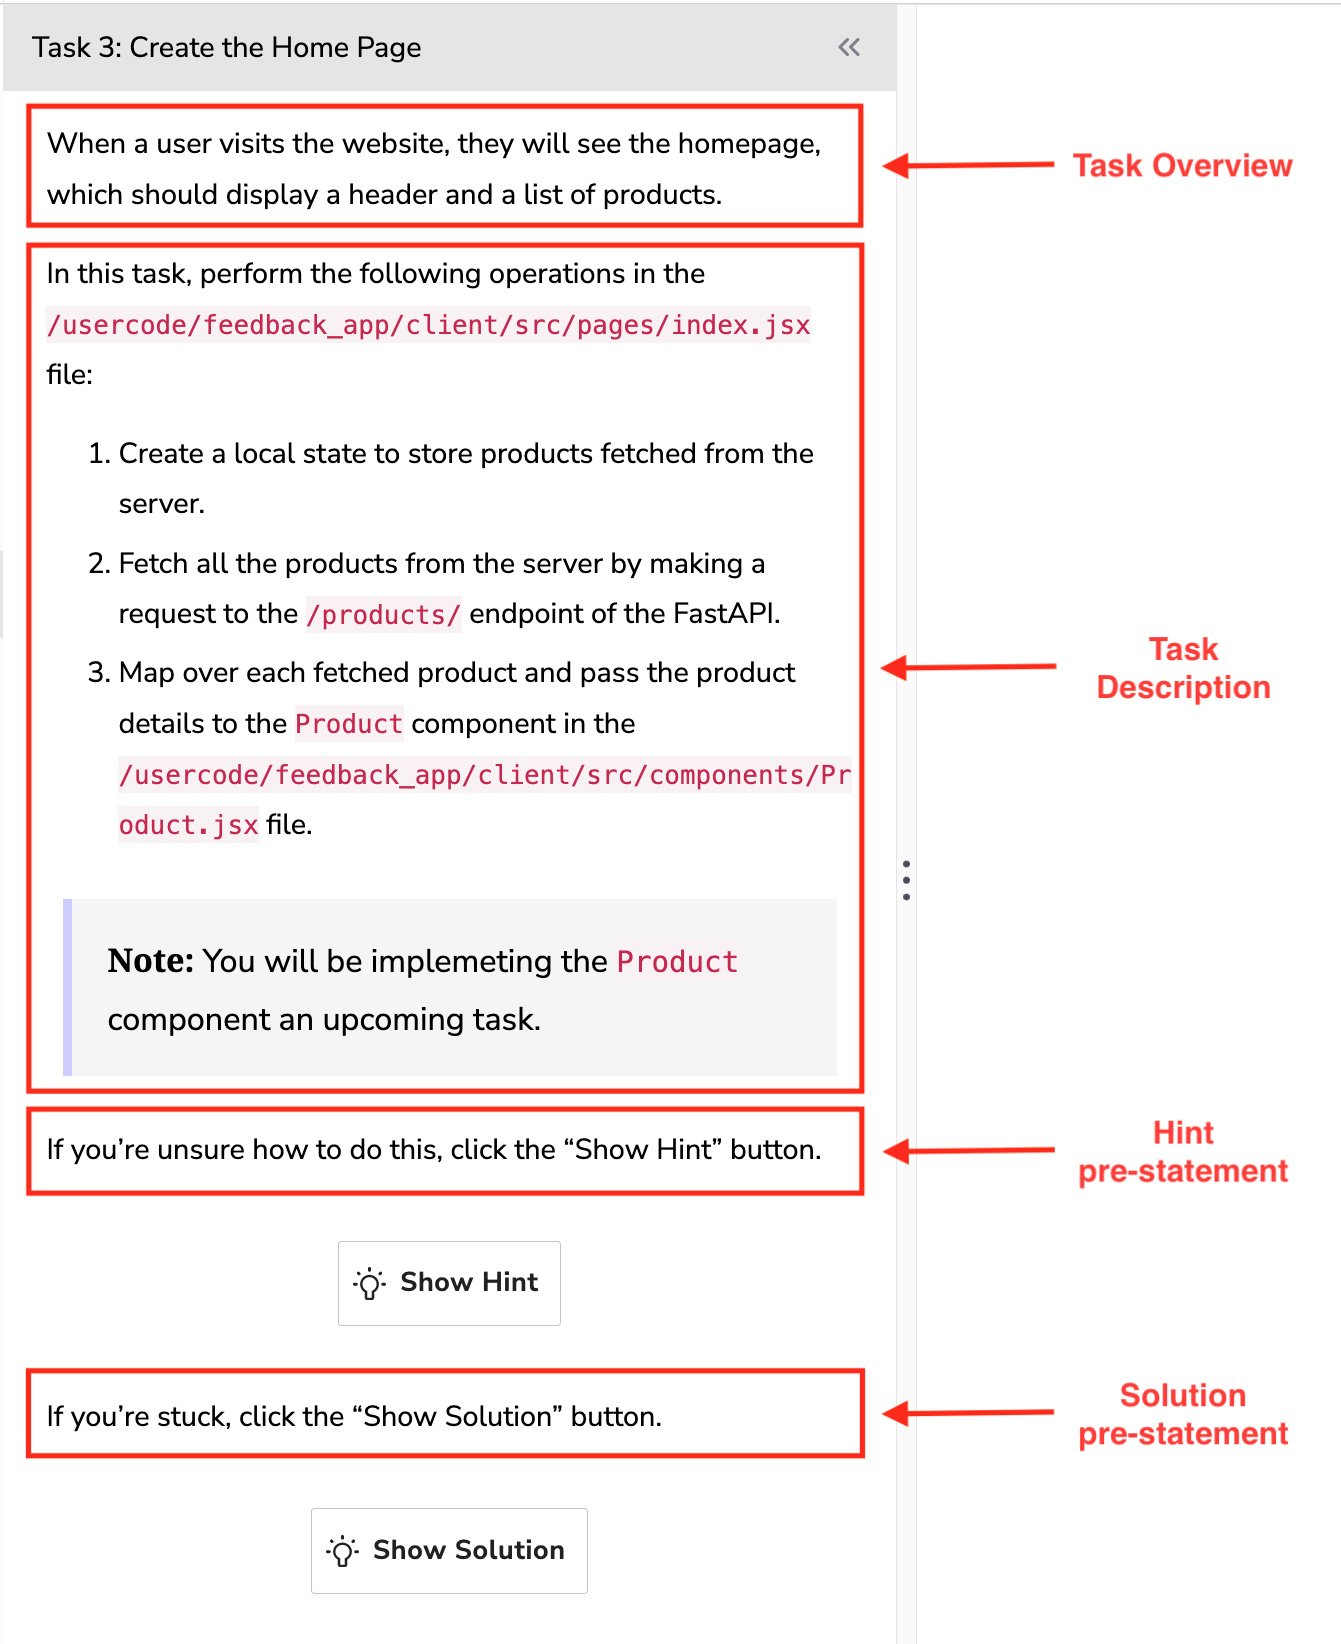 Task 3: Create the Home Page
When a user visits the website, they will see the homepage,
which should display a header and a list of products.
Task Overview
In this task, perform the following operations in the
/usercode/feedback_app/client/src/pages/index.jsx
file:
1. Create a local state to store products fetched from the
server.
2. Fetch all the products from the server by making a
request to the /products/ endpoint of the FastAPI.
3. Map over each fetched product and pass the product
details to the Product component in the
/usercode/feedback_app/client/src/components/Pr
oduct.jsx file.
Note: You will be implemeting the Product
component an upcoming task.
Task
Description
If you’re unsure how to do this, click the “Show Hint” button.
Hint
pre-statement
Show Hint
If you’re stuck, click the “Show Solution” button.
Solution
pre-statement
Show Solution